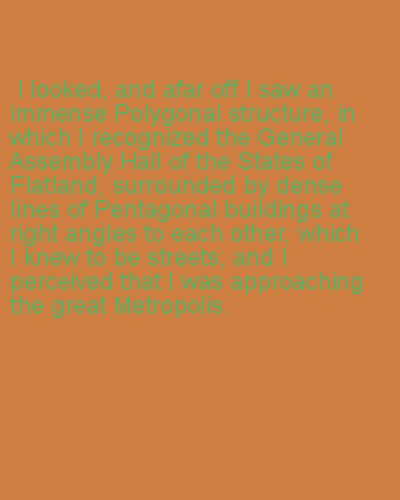 I looked, and afar off I saw an
immense Polygonal structure, in
which I recognized the General
Assembly Hall of the States of
Flatland, surrounded by dense
lines of Pentagonal buildings at
right angles to each other, which
I knew to be streets; and I
perceived that I was approaching
the great Metropolis.